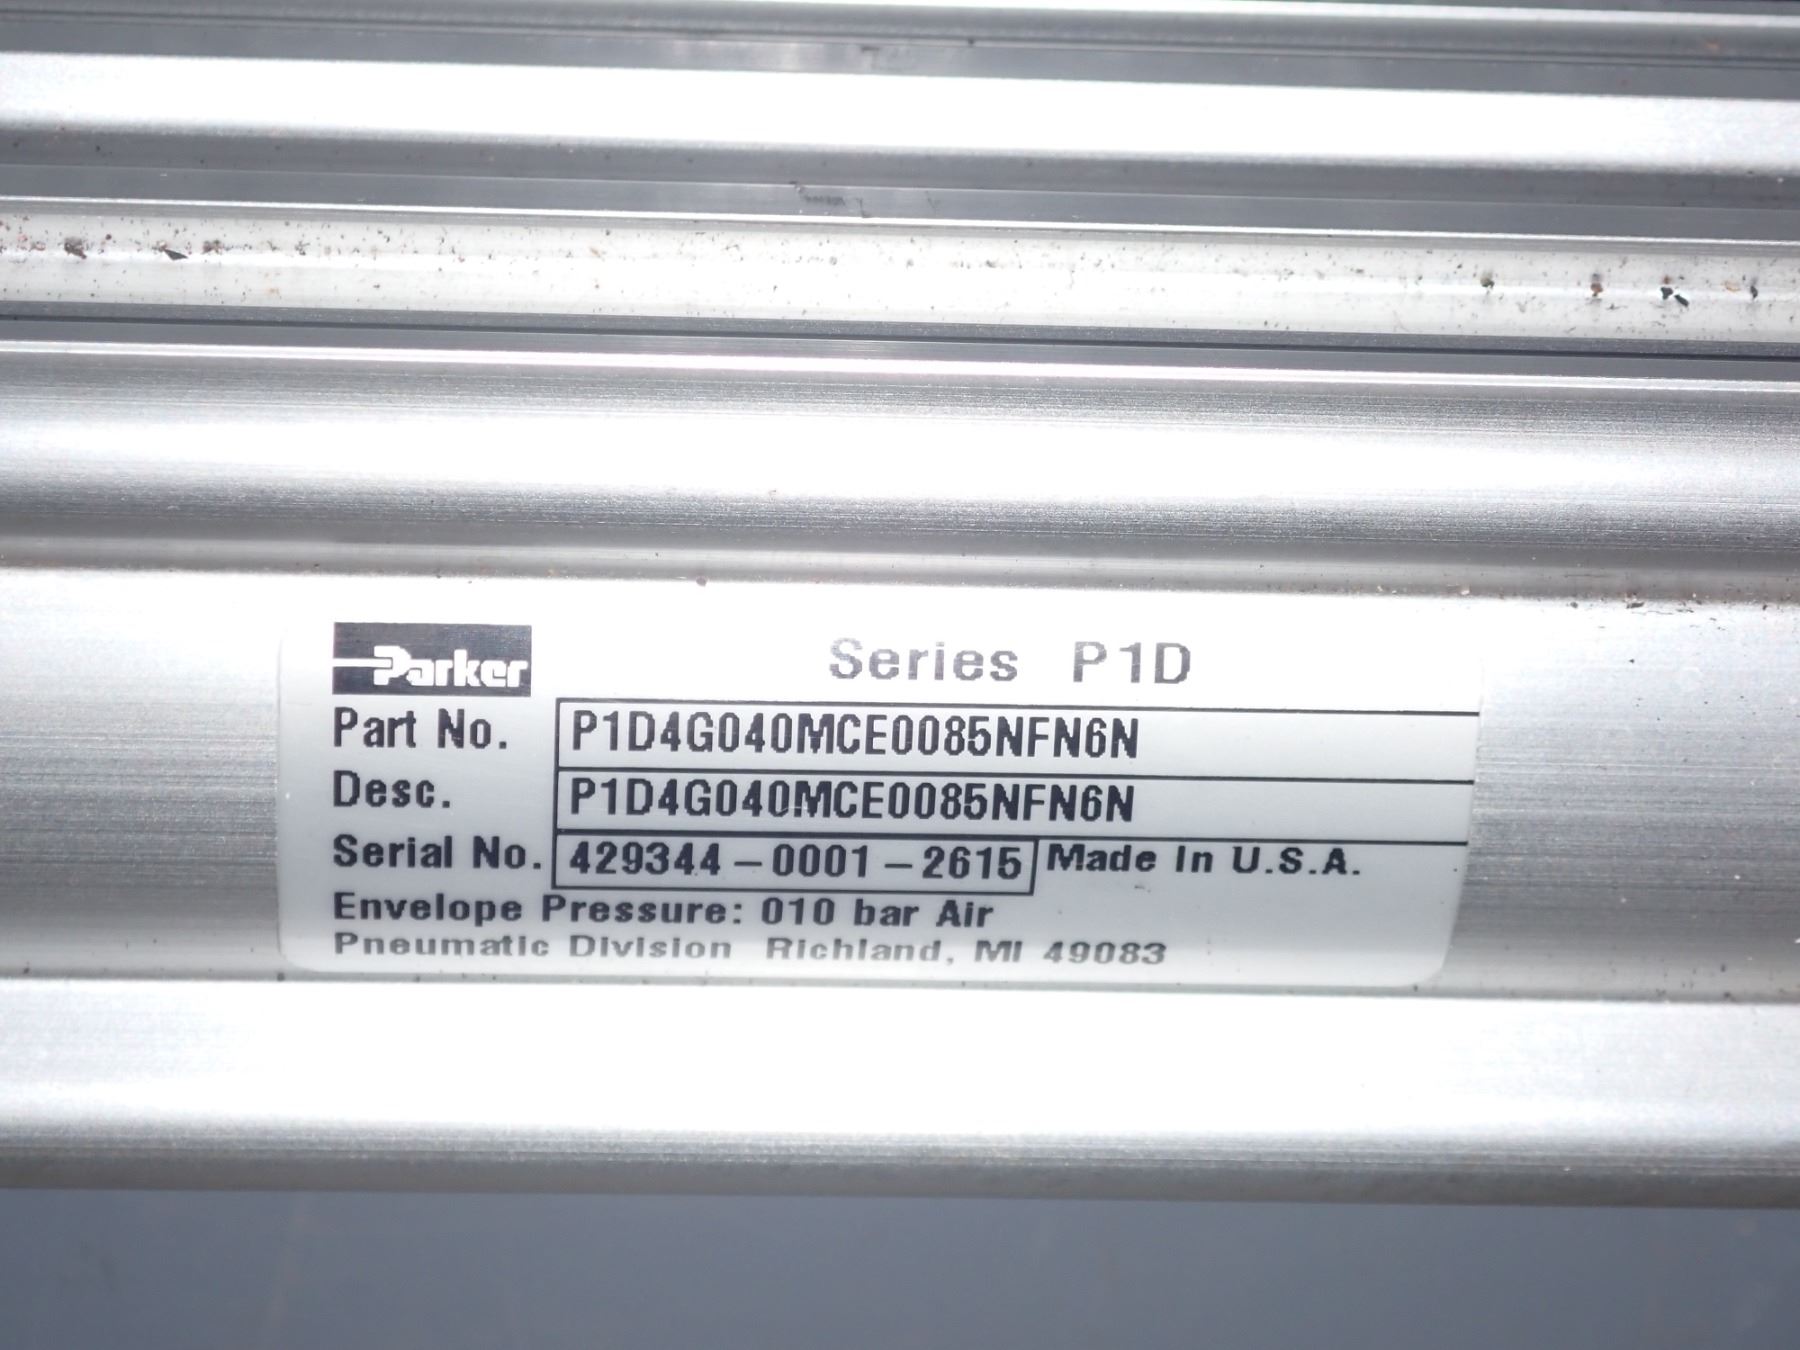 Parker Series P1D
Part No. P1D4G040MCE0085NFN6N
Desc. P1D4G040MCE0085NFN6N
Serial No. 429344-0001-2615 Made In U.S.A.
Envelope Pressure: 010 bar Air
Pneumatic Division Richland, MI 49083